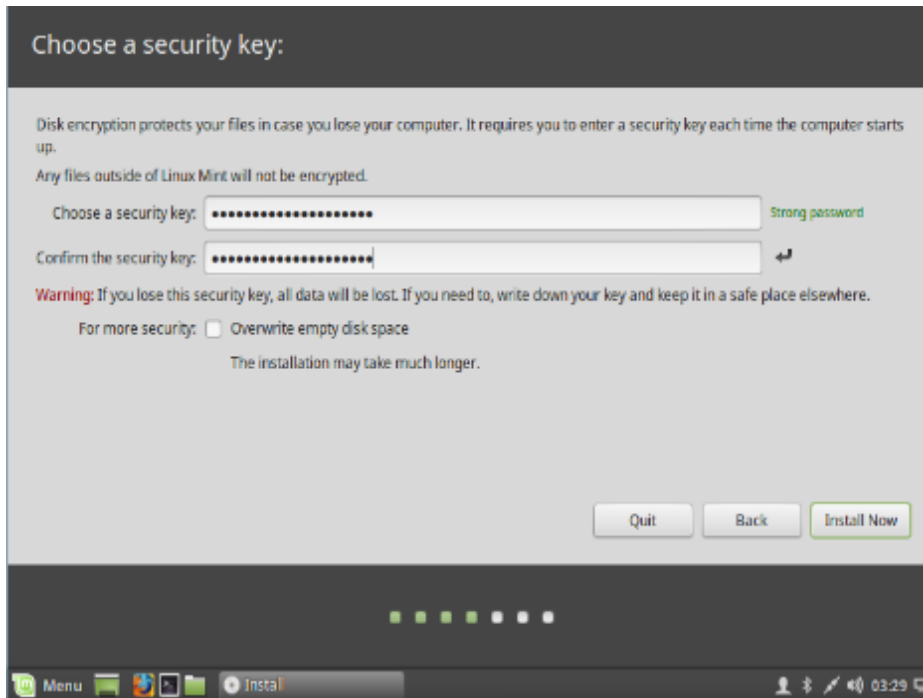 Choose a security key:
Disk encryption protects your files in case you lose your computer. It requires you to enter a security key each time the computer starts
up.
Any files outside of Linux Mint will not be encrypted.
Choose a security key: ●●●●●●●●●●●●●●●●●●●● Strong password
Confirm the security key: ●●●●●●●●●●●●●●●●●●●●
Warning: If you lose this security key, all data will be lost. If you need to, write down your key and keep it in a safe place elsewhere.
For more security: Overwrite empty disk space
The installation may take much longer.
Quit Back Install Now
Menu Install 03:29